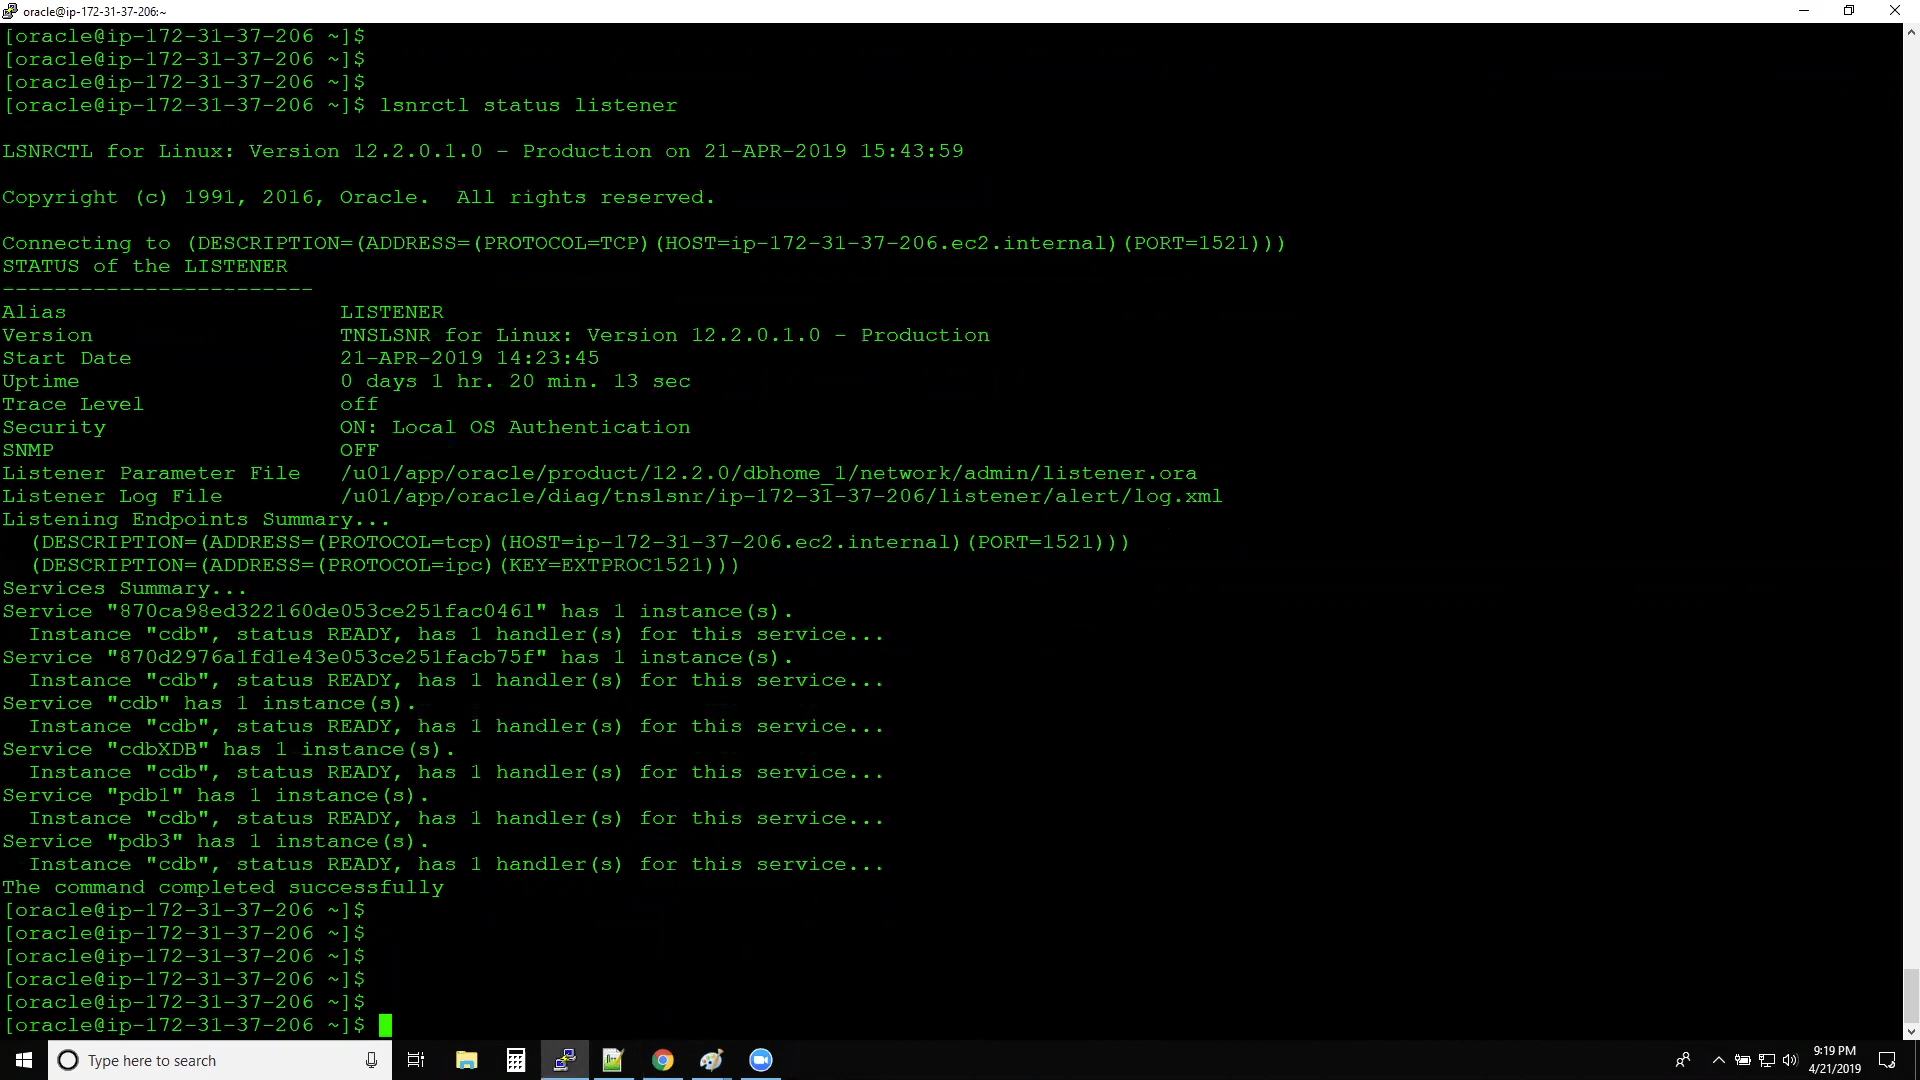 oracle@ip-172-31-37-206:~
[oracle@ip-172-31-37-206 ~]$
[oracle@ip-172-31-37-206 ~]$
[oracle@ip-172-31-37-206 ~]$
[oracle@ip-172-31-37-206 ~]$ lsnrctl status listener
LSNRCTL for Linux: Version 12.2.0.1.0 - Production on 21-APR-2019 15:43:59
Copyright (c) 1991, 2016, Oracle.  All rights reserved.
Connecting to (DESCRIPTION=(ADDRESS=(PROTOCOL=TCP)(HOST=ip-172-31-37-206.ec2.internal)(PORT=1521)))
STATUS of the LISTENER
------------------------
Alias                     LISTENER
Version                   TNSLSNR for Linux: Version 12.2.0.1.0 - Production
Start Date                21-APR-2019 14:23:45
Uptime                    0 days 1 hr. 20 min. 13 sec
Trace Level               off
Security                  ON: Local OS Authentication
SNMP                      OFF
Listener Parameter File   /u01/app/oracle/product/12.2.0/dbhome_1/network/admin/listener.ora
Listener Log File         /u01/app/oracle/diag/tnslsnr/ip-172-31-37-206/listener/alert/log.xml
Listening Endpoints Summary...
  (DESCRIPTION=(ADDRESS=(PROTOCOL=tcp)(HOST=ip-172-31-37-206.ec2.internal)(PORT=1521)))
  (DESCRIPTION=(ADDRESS=(PROTOCOL=ipc)(KEY=EXTPROC1521)))
Services Summary...
Service "870ca98ed322160de053ce251fac0461" has 1 instance(s).
  Instance "cdb", status READY, has 1 handler(s) for this service...
Service "870d2976a1fd1e43e053ce251facb75f" has 1 instance(s).
  Instance "cdb", status READY, has 1 handler(s) for this service...
Service "cdb" has 1 instance(s).
  Instance "cdb", status READY, has 1 handler(s) for this service...
Service "cdbXDB" has 1 instance(s).
  Instance "cdb", status READY, has 1 handler(s) for this service...
Service "pdb1" has 1 instance(s).
  Instance "cdb", status READY, has 1 handler(s) for this service...
Service "pdb3" has 1 instance(s).
  Instance "cdb", status READY, has 1 handler(s) for this service...
The command completed successfully
[oracle@ip-172-31-37-206 ~]$
[oracle@ip-172-31-37-206 ~]$
[oracle@ip-172-31-37-206 ~]$
[oracle@ip-172-31-37-206 ~]$
[oracle@ip-172-31-37-206 ~]$
[oracle@ip-172-31-37-206 ~]$
Type here to search
9:19 PM
4/21/2019